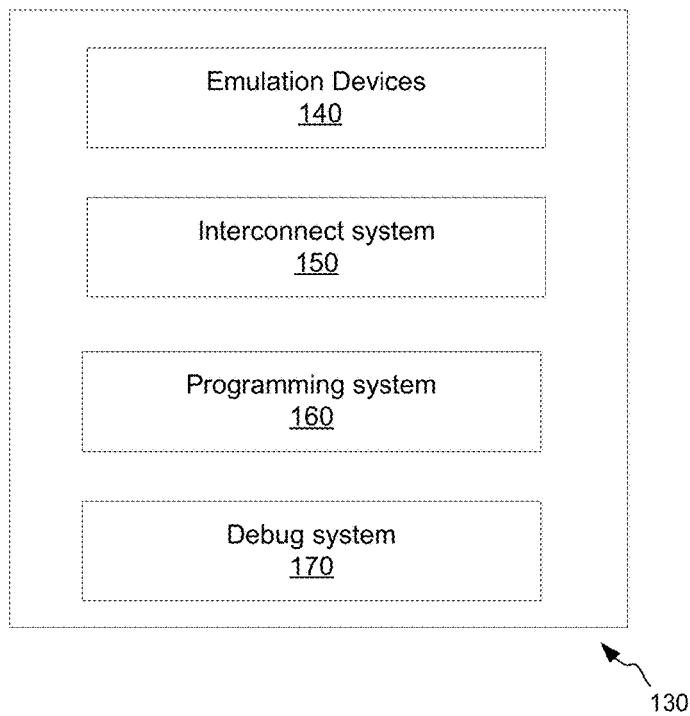 Emulation Devices
140
Interconnect system
150
Programming system
160
Debug system
170
130